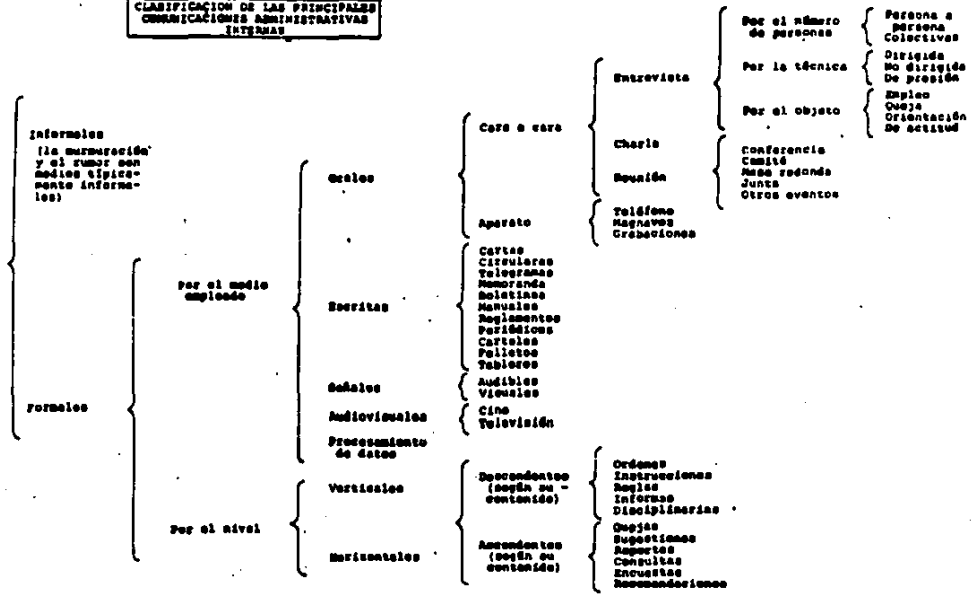 CLASIFICACION DE LAS PRINCIPALES
COMUNICACIONES ADMINISTRATIVAS
INTERNAS
Informales
(la murmuración
y el rumor son
medios típica-
mente informa-
les)
Formales
Por el medio
empleado
Orales
Cara a cara
Entrevista
Por el número
de personas
Persona a
persona
Colectivas
Por la técnica
Dirigida
No dirigida
De presión
Por el objeto
Empleo
Queja
Orientación
De actitud
Charla
Reunión
Conferencia
Comité
Mesa redonda
Junta
Otros eventos
Aparato
Teléfono
Magnavox
Grabaciones
Escritas
Cartas
Circulares
Telegramas
Memoranda
Boletines
Manuales
Reglamentos
Periódicos
Carteles
Folletos
Tableros
Señales
Audibles
Visuales
Audiovisuales
Cine
Televisión
Procesamiento
de datos
Por el nivel
Verticales
Horizontales
Descendentes
(según su -
contenido)
Ordenes
Instrucciones
Reglas
Informes
Disciplinarias
Ascendentes
(según su
contenido)
Quejas
Sugestiones
Reportes
Consultas
Encuestas
Recomendaciones